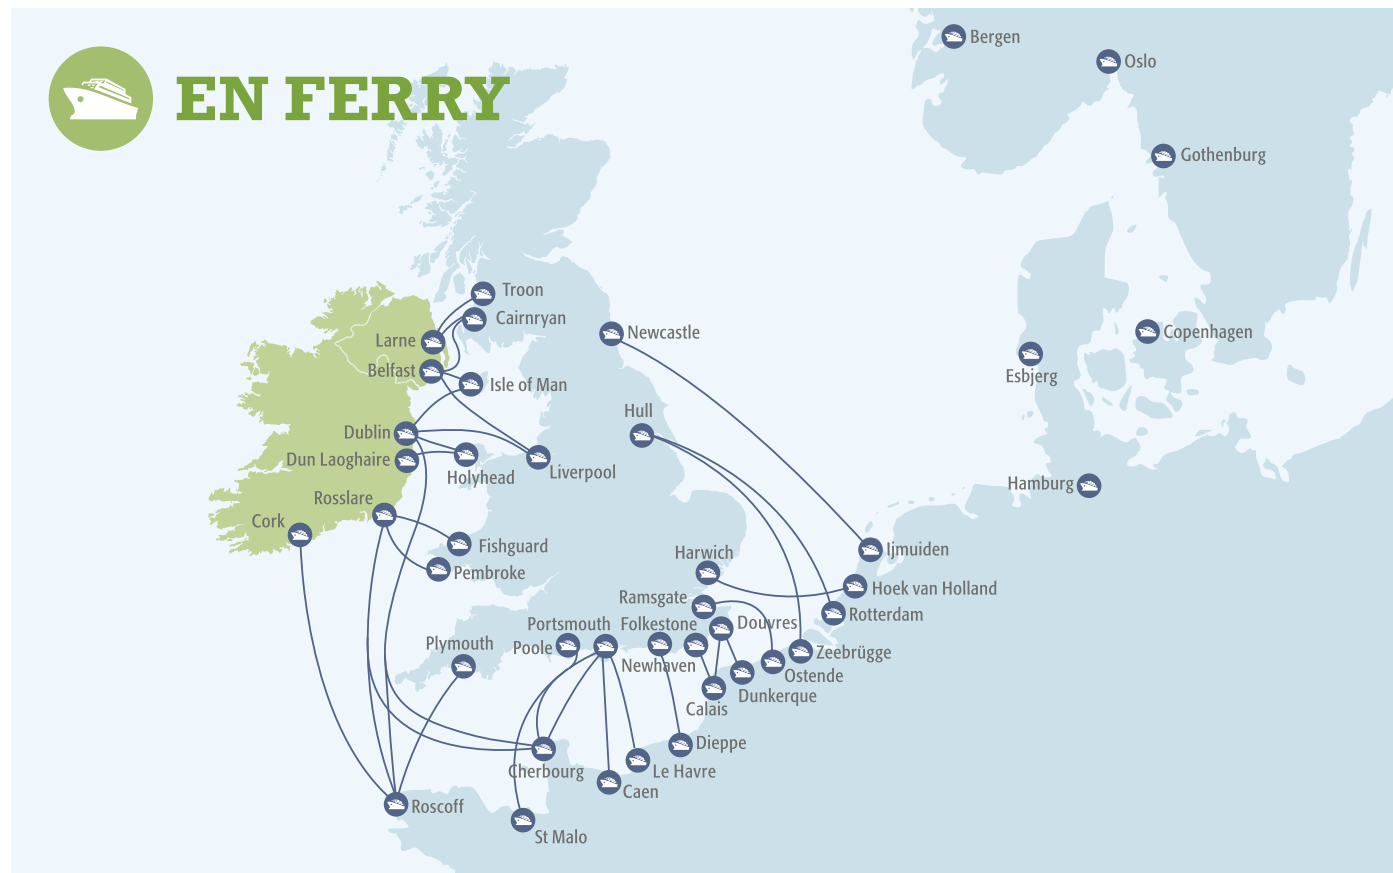 EN FERRY
Bergen
Oslo
Gothenburg
Troon
Cairnryan
Larne
Newcastle
Copenhagen
Belfast
Isle of Man
Esbjerg
Hull
Dublin
Dun Laoghaire
Holyhead
Liverpool
Hamburg
Rosslare
Cork
Fishguard
Pembroke
Harwich
Ijmuiden
Hoek van Holland
Ramsgate
Rotterdam
Portsmouth
Folkestone
Douvres
Plymouth
Poole
Newhaven
Zeebrügge
Ostende
Dunkerque
Calais
Dieppe
Cherbourg
Le Havre
Caen
Roscoff
St Malo